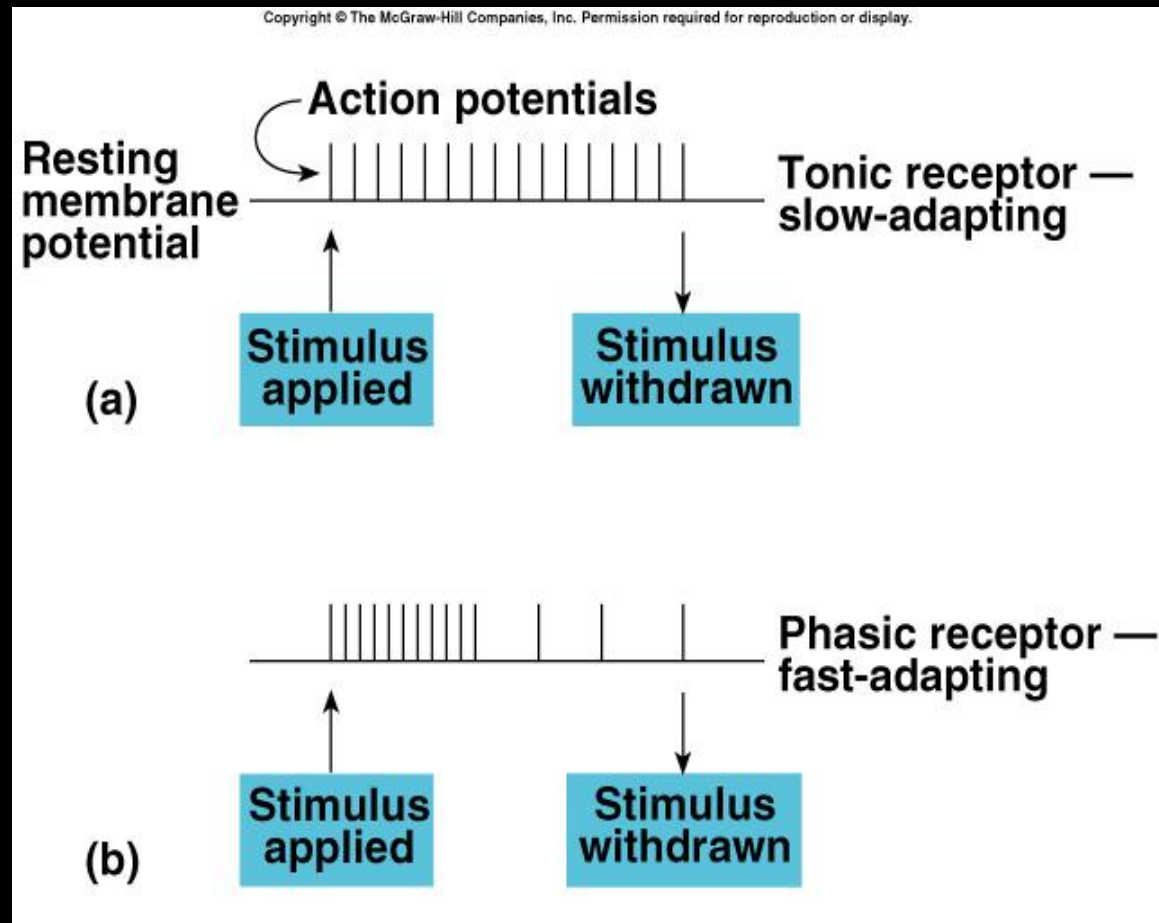 Copyright © The McGraw-Hill Companies, Inc. Permission required for reproduction or display.
Action potentials
Resting
membrane
potential
Tonic receptor —
slow-adapting
Stimulus
applied
Stimulus
withdrawn
(a)
Phasic receptor —
fast-adapting
Stimulus
applied
Stimulus
withdrawn
(b)